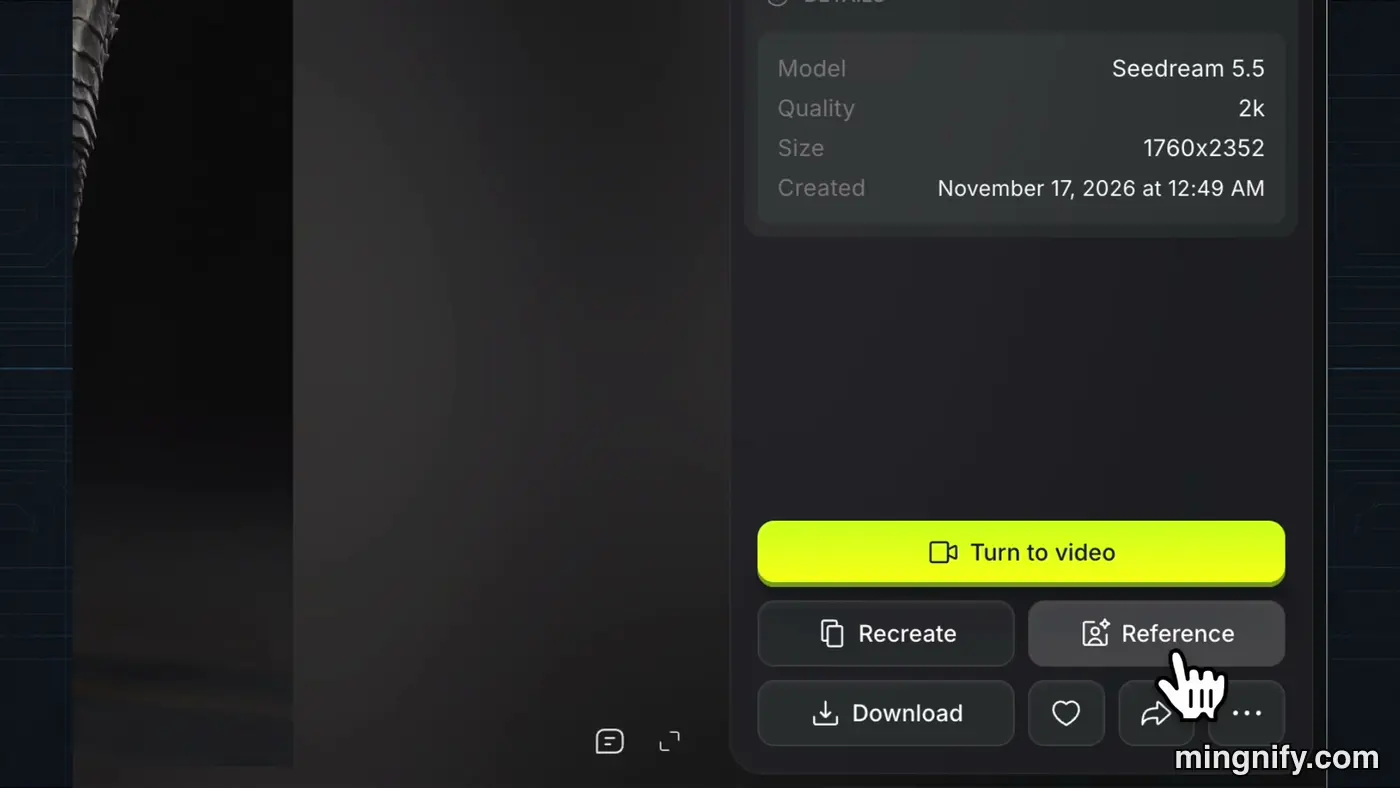 DETAILS
Model Seedream 5.5
Quality 2k
Size 1760x2352
Created November 17, 2026 at 12:49 AM
Turn to video
Recreate Reference
Download
mingnify.com